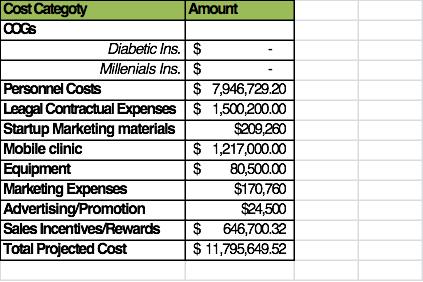 Cost Categoty Amount
COGs
Diabetic Ins. $ -
Millenials Ins. $ -
Personnel Costs $ 7,946,729.20
Leagal Contractual Expenses $ 1,500,200.00
Startup Marketing materials $209,260
Mobile clinic $ 1,217,000.00
Equipment $ 80,500.00
Marketing Expenses $170,760
Advertising/Promotion $24,500
Sales Incentives/Rewards $ 646,700.32
Total Projected Cost $ 11,795,649.52